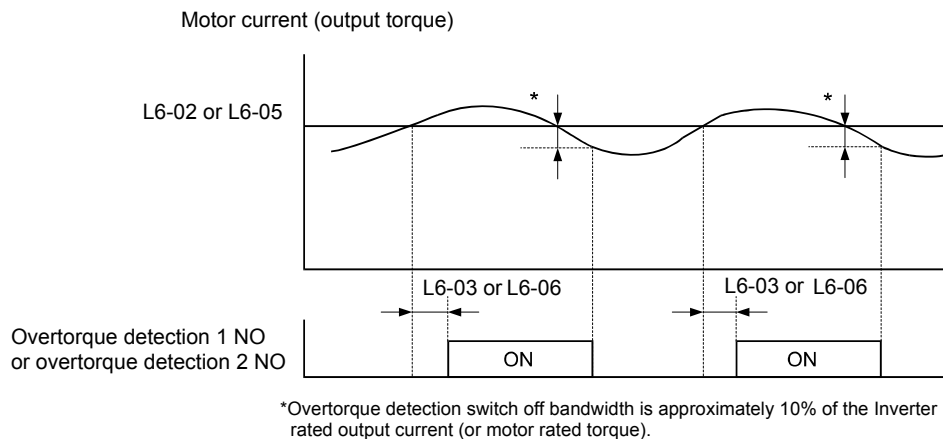 Motor current (output torque)
L6-02 or L6-05
*
*
L6-03 or L6-06
L6-03 or L6-06
Overtorque detection 1 NO
or overtorque detection 2 NO
ON
ON
*Overtorque detection switch off bandwidth is approximately 10% of the Inverter
rated output current (or motor rated torque).